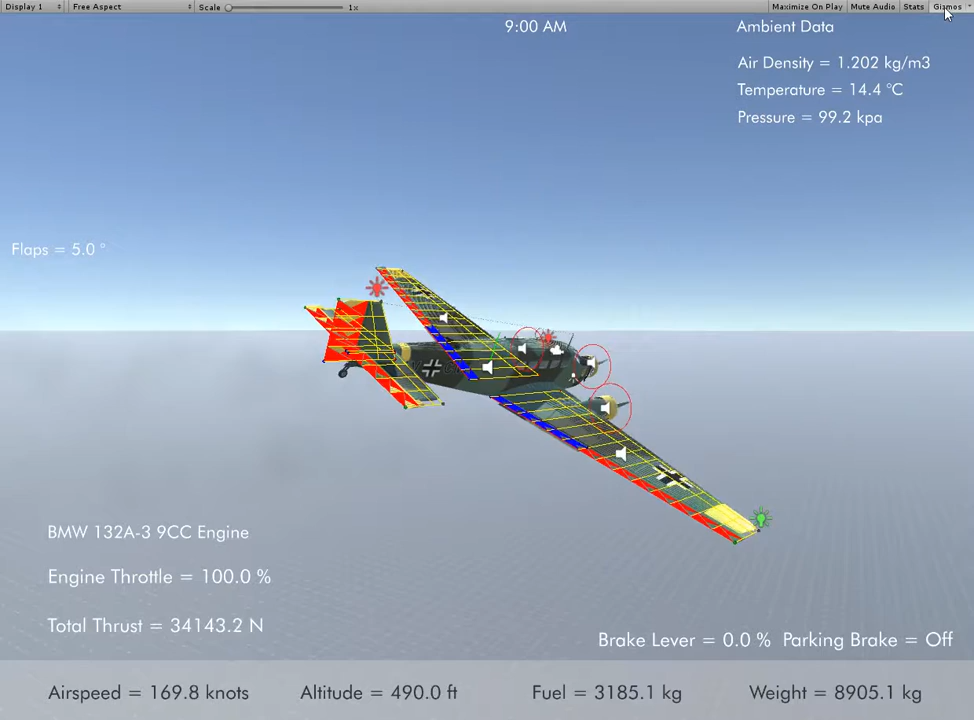 Display 1 Free Aspect Scale 1x Maximize On Play Mute Audio Stats Gizmos
9:00 AM Ambient Data
Air Density = 1.202 kg/m3
Temperature = 14.4 °C
Pressure = 99.2 kpa
Flaps = 5.0 °
BMW 132A-3 9CC Engine
Engine Throttle = 100.0 %
Total Thrust = 34143.2 N
Brake Lever = 0.0 % Parking Brake = Off
Airspeed = 169.8 knots Altitude = 490.0 ft Fuel = 3185.1 kg Weight = 8905.1 kg